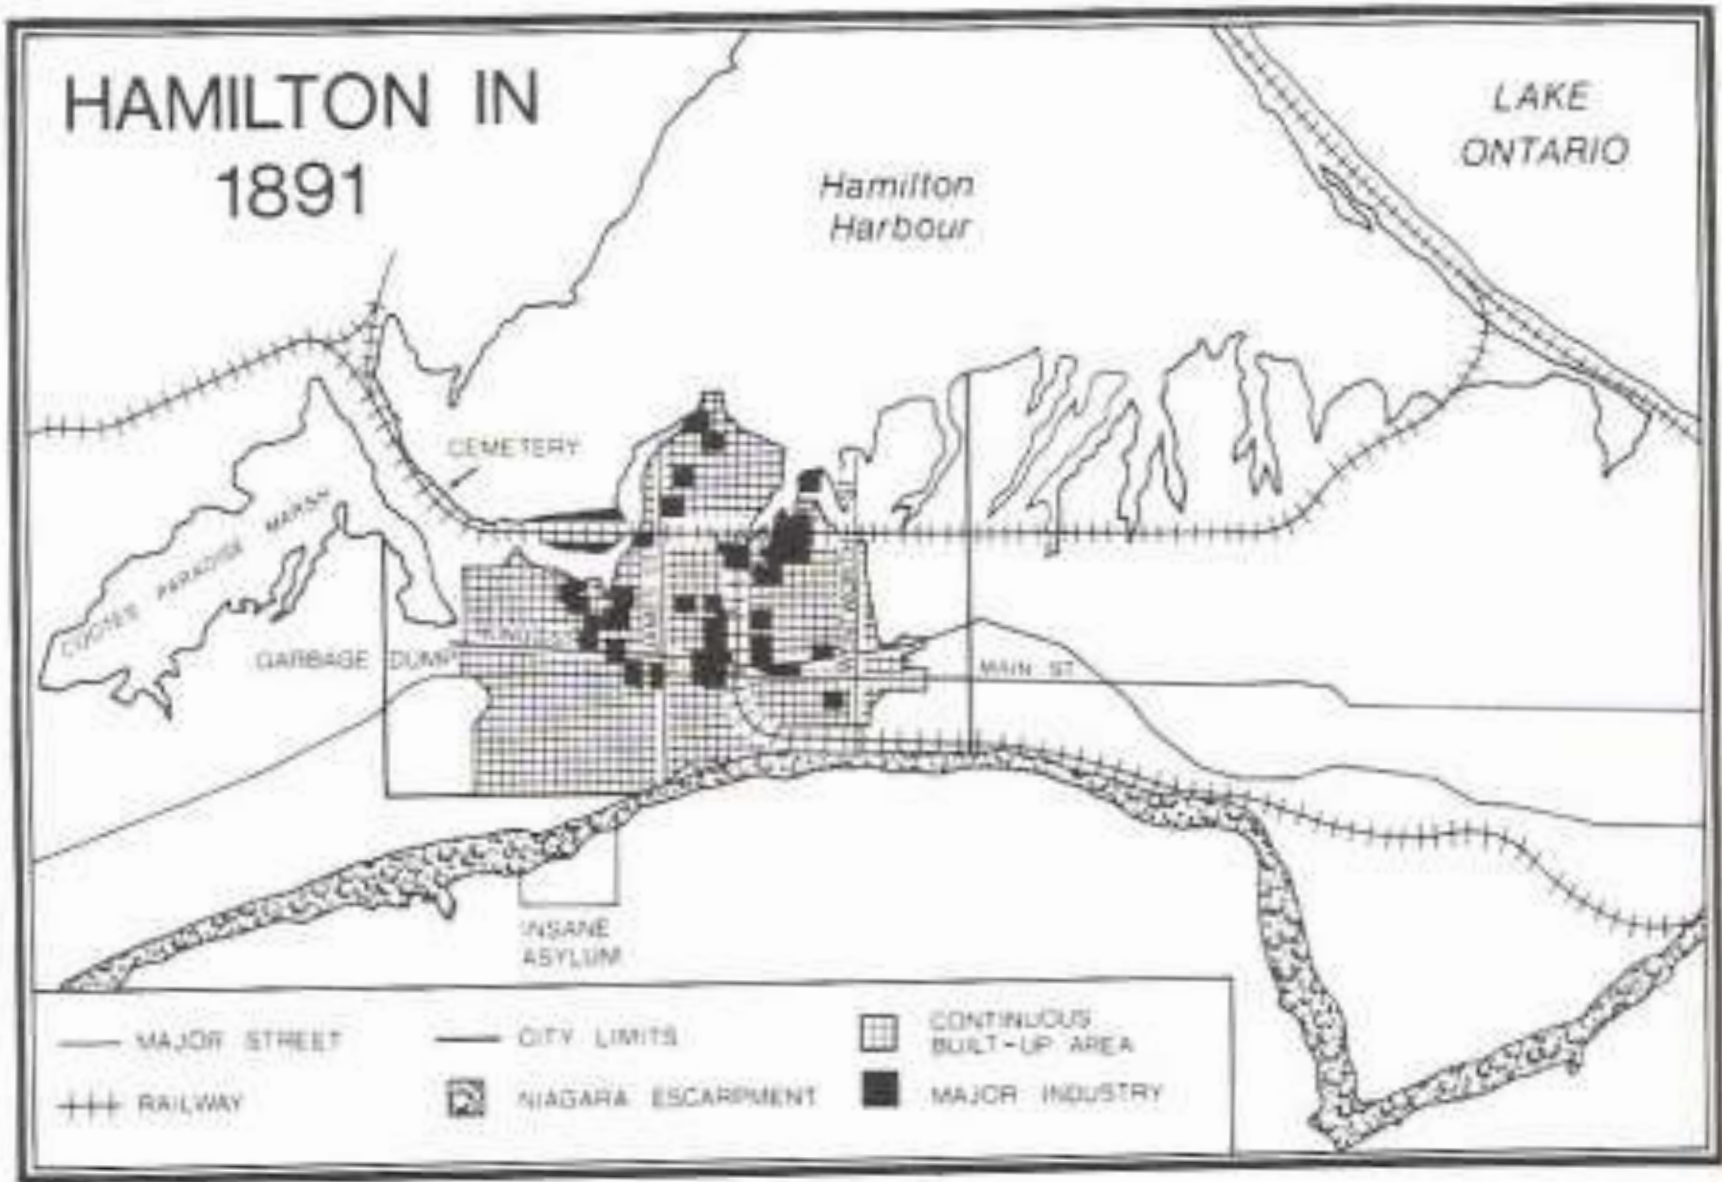 HAMILTON IN
1891
LAKE
ONTARIO
Hamilton
Harbour
CEMETERY
COOTES PARADISE MARSH
GARBAGE DUMP
MAIN ST.
INSANE
ASYLUM
MAJOR STREET
CITY LIMITS
CONTINUOUS
BUILT-UP AREA
RAILWAY
NIAGARA ESCARPMENT
MAJOR INDUSTRY